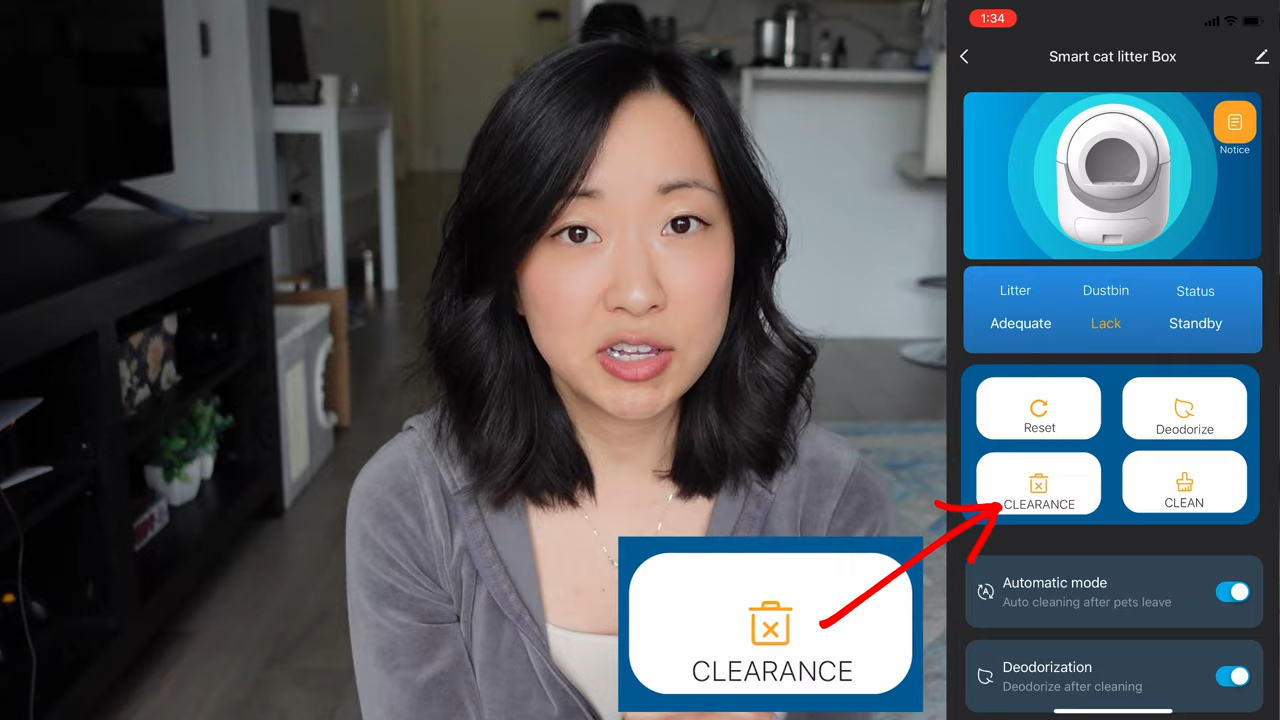 1:34
Smart cat litter Box
Notice
Litter Dustbin Status
Adequate Lack Standby
Reset
Deodorize
CLEARANCE
CLEAN
Automatic mode
Auto cleaning after pets leave
Deodorization
Deodorize after cleaning
CLEARANCE